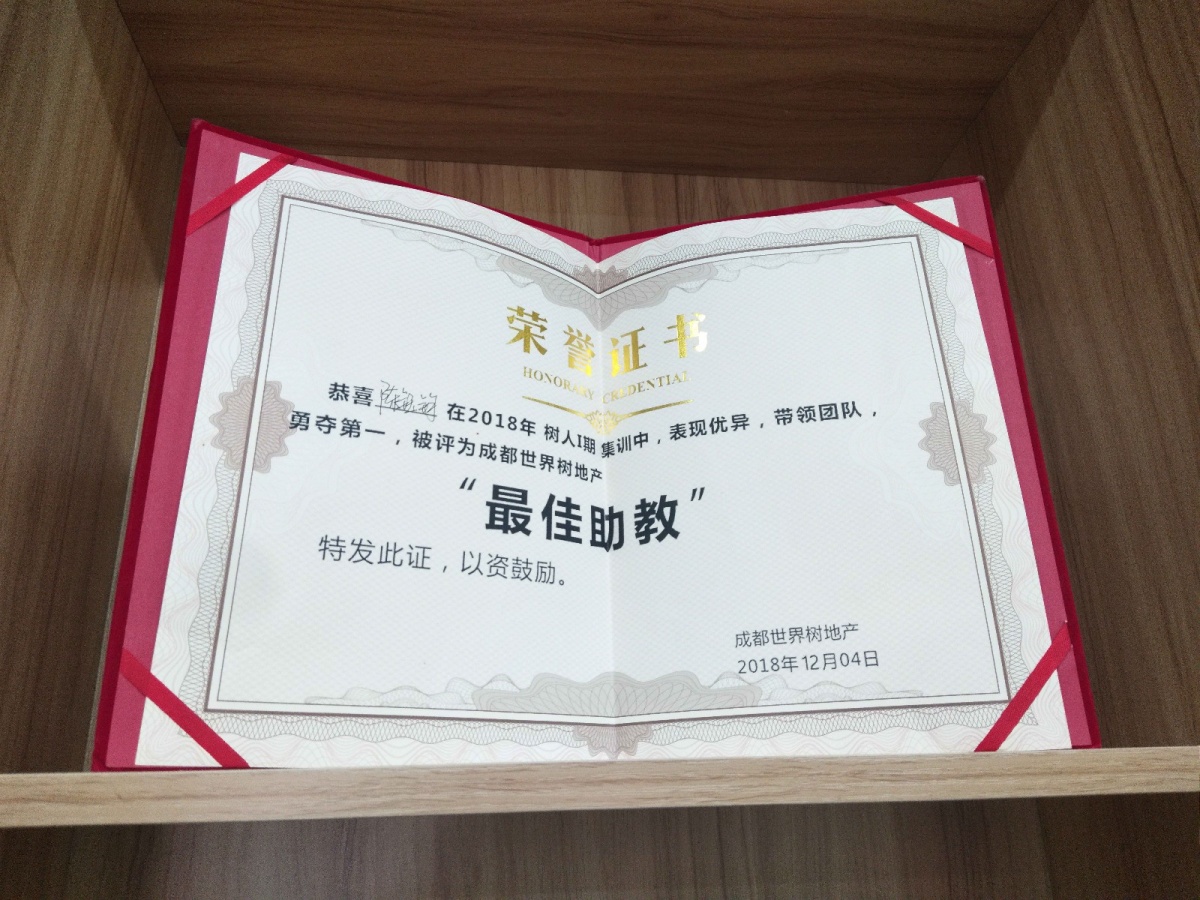 荣誉证书
HONORARY CREDENTIAL
恭喜 在2018年 树人I期 集训中，表现优异，带领团队，
勇夺第一，被评为成都世界树地产
“最佳助教”
特发此证，以资鼓励。
成都世界树地产
2018年12月04日